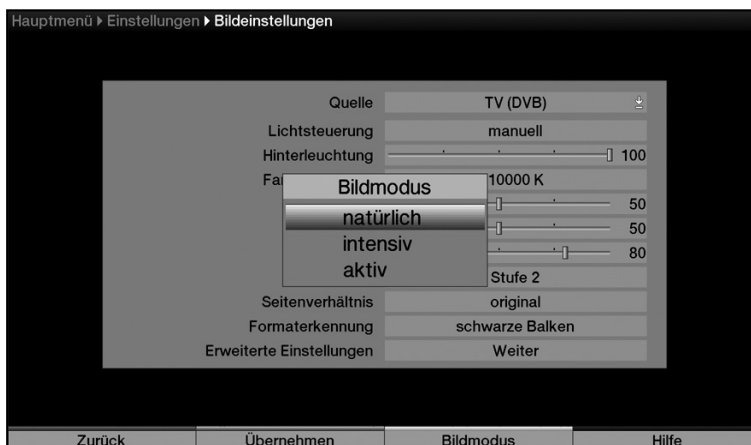 Hauptmenü ▸ Einstellungen ▸ Bildeinstellungen
Quelle TV (DVB)
Lichtsteuerung manuell
Hinterleuchtung 100
Fa 10000 K
Bildmodus
natürlich
intensiv
aktiv
50
50
80
Stufe 2
Seitenverhältnis original
Formaterkennung schwarze Balken
Erweiterte Einstellungen Weiter
Zurück Übernehmen Bildmodus Hilfe